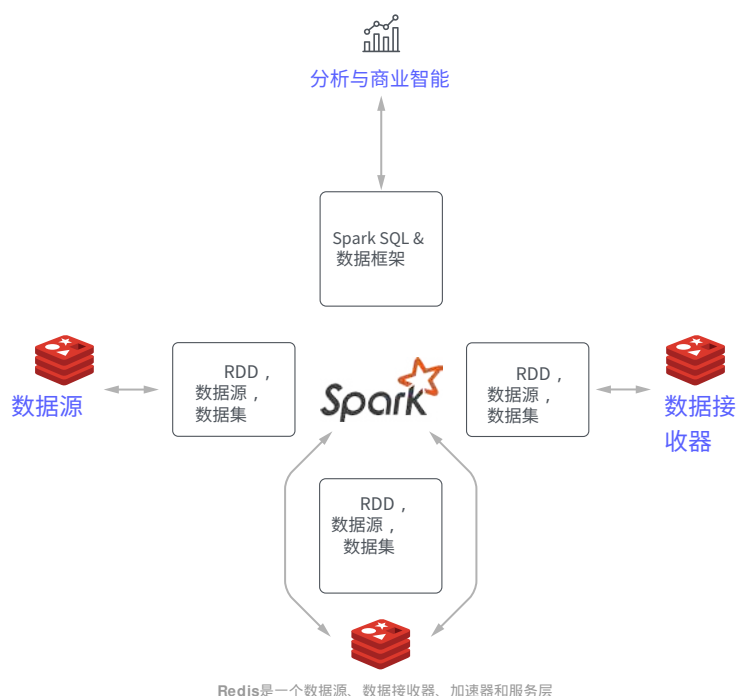 分析与商业智能
Spark SQL &
数据框架
数据源
RDD，
数据源，
数据集
Spark
RDD，
数据源，
数据集
数据接
收器
RDD，
数据源，
数据集
Redis是一个数据源、数据接收器、加速器和服务层